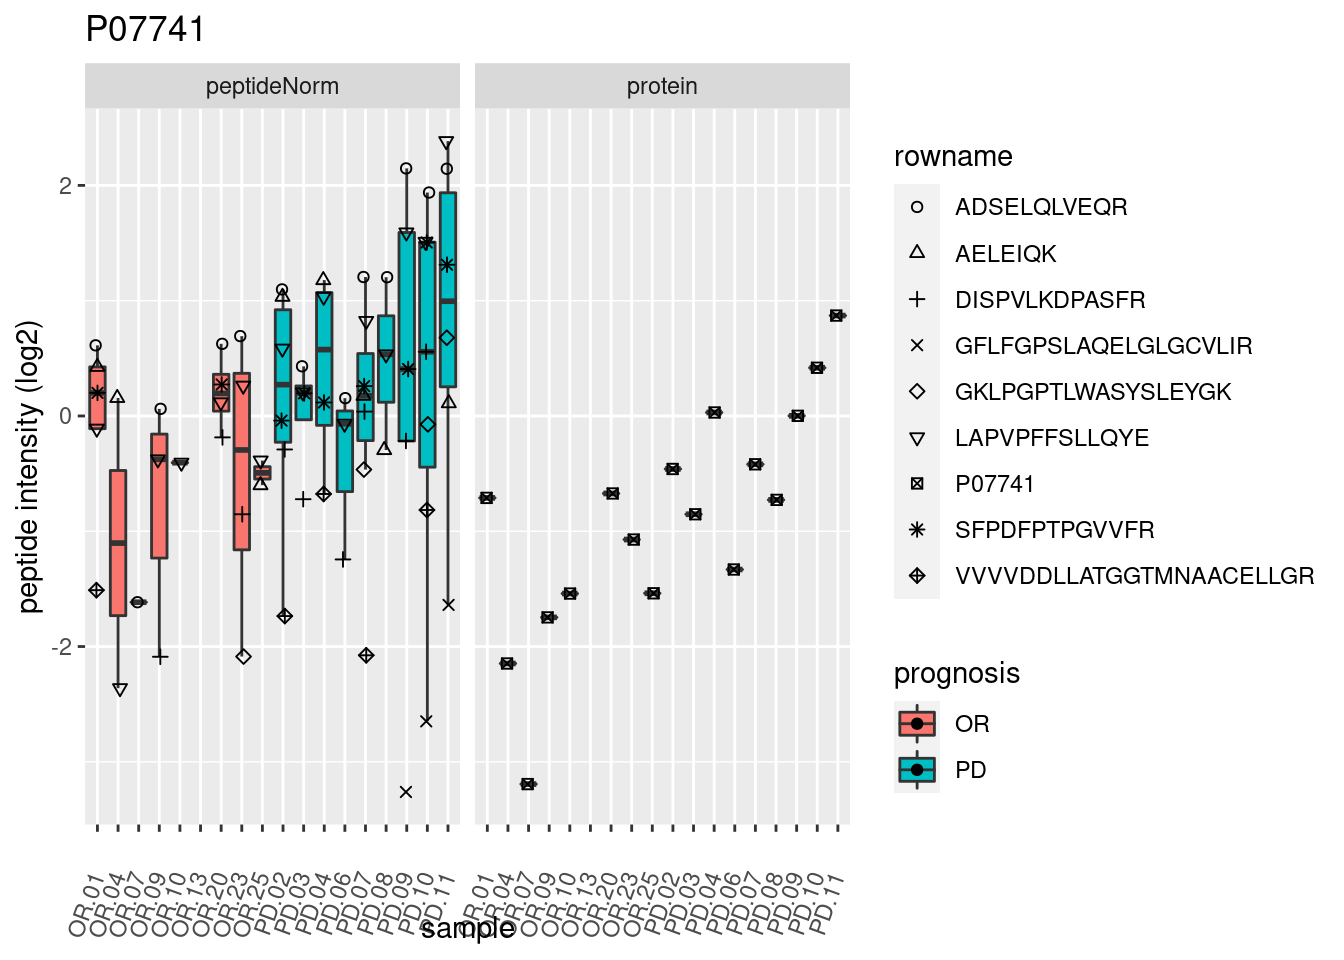 P07741
peptideNorm
protein
peptide intensity (log2)
2
0
-2
OR.01
OR.04
OR.07
OR.09
OR.10
OR.13
OR.20
OR.23
OR.25
PD.02
PD.03
PD.04
PD.06
PD.07
PD.08
PD.09
PD.10
PD.11
OR.01
OR.04
OR.07
OR.09
OR.10
OR.13
OR.20
OR.23
OR.25
PD.02
PD.03
PD.04
PD.06
PD.07
PD.08
PD.09
PD.10
PD.11
sample
rowname
ADSELQLVEQR
AELEIQK
DISPVLKDPASFR
GFLFGPSLAQELGLGCVLIR
GKLPGPTLWASYSLEYGK
LAPVPFFSLLQYE
P07741
SFPDFPTPGVVFR
VVVVDDLLATGGTMNAACELLGR
prognosis
OR
PD